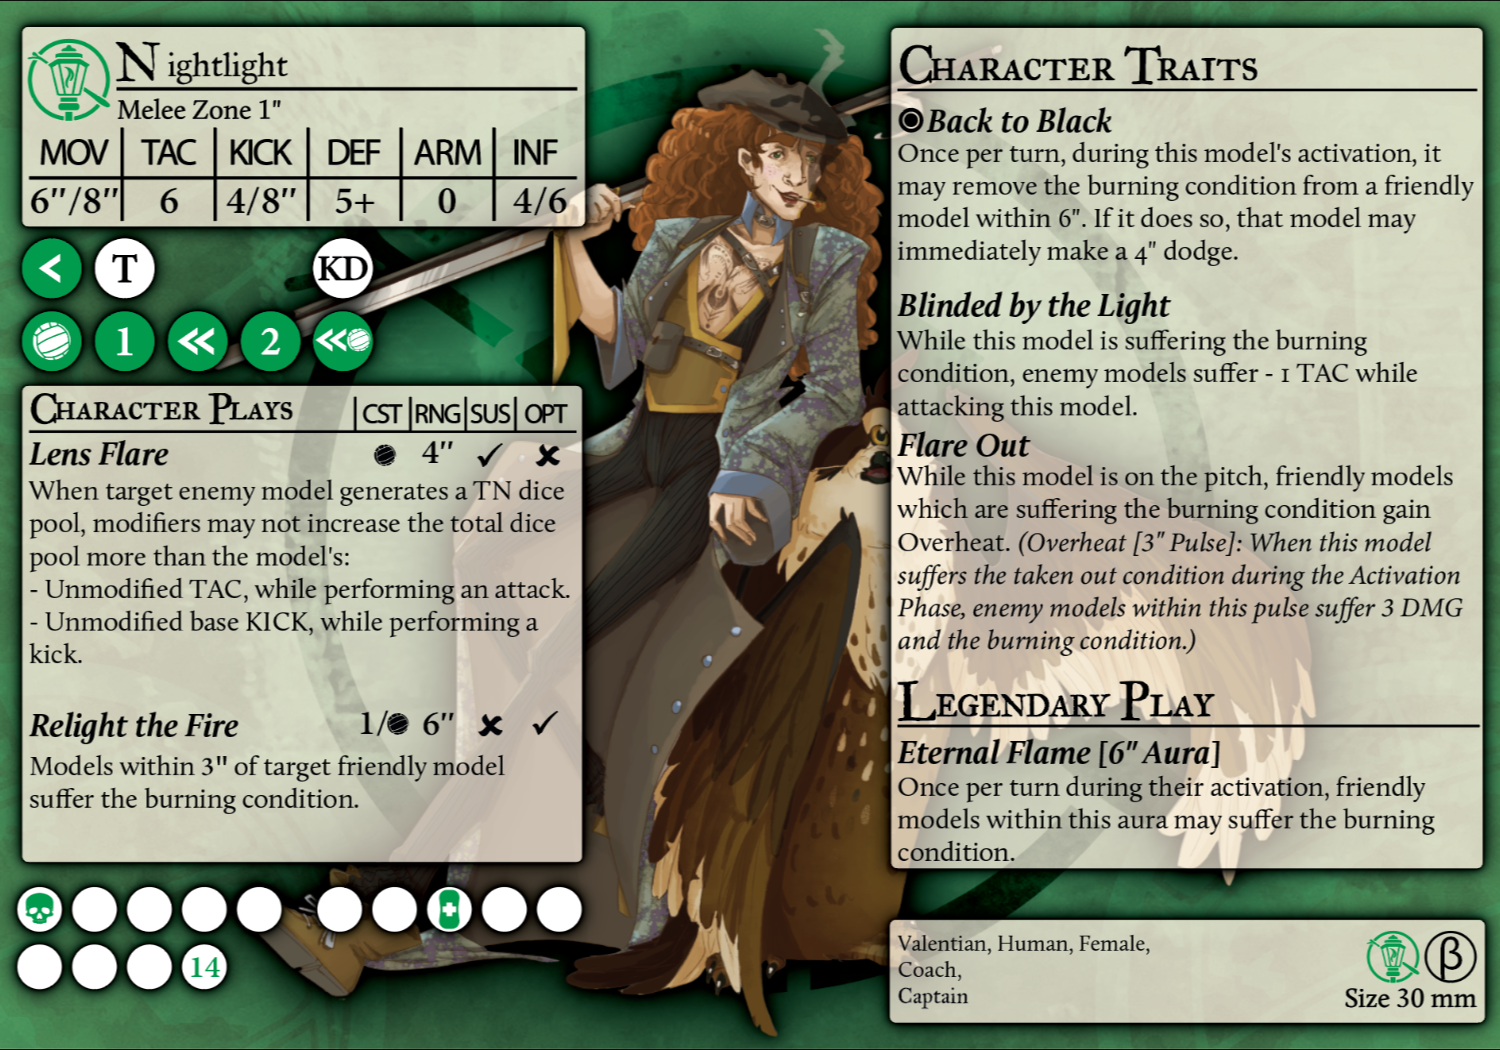 Nightlight
Melee Zone 1"
MOV TAC KICK DEF ARM INF
6"/8" 6 4/8" 5+ 0 4/6
< T KD
1 << 2 <<
Character Plays CST RNG SUS OPT
Lens Flare 4" ✓ ✘
When target enemy model generates a TN dice
pool, modifiers may not increase the total dice
pool more than the model's:
- Unmodified TAC, while performing an attack.
- Unmodified base KICK, while performing a
kick.
Relight the Fire 1/ 6" ✘ ✓
Models within 3" of target friendly model
suffer the burning condition.
14
Character Traits
Back to Black
Once per turn, during this model's activation, it
may remove the burning condition from a friendly
model within 6". If it does so, that model may
immediately make a 4" dodge.
Blinded by the Light
While this model is suffering the burning
condition, enemy models suffer - 1 TAC while
attacking this model.
Flare Out
While this model is on the pitch, friendly models
which are suffering the burning condition gain
Overheat. (Overheat [3" Pulse]: When this model
suffers the taken out condition during the Activation
Phase, enemy models within this pulse suffer 3 DMG
and the burning condition.)
Legendary Play
Eternal Flame [6" Aura]
Once per turn during their activation, friendly
models within this aura may suffer the burning
condition.
Valentian, Human, Female,
Coach,
Captain
β
Size 30 mm